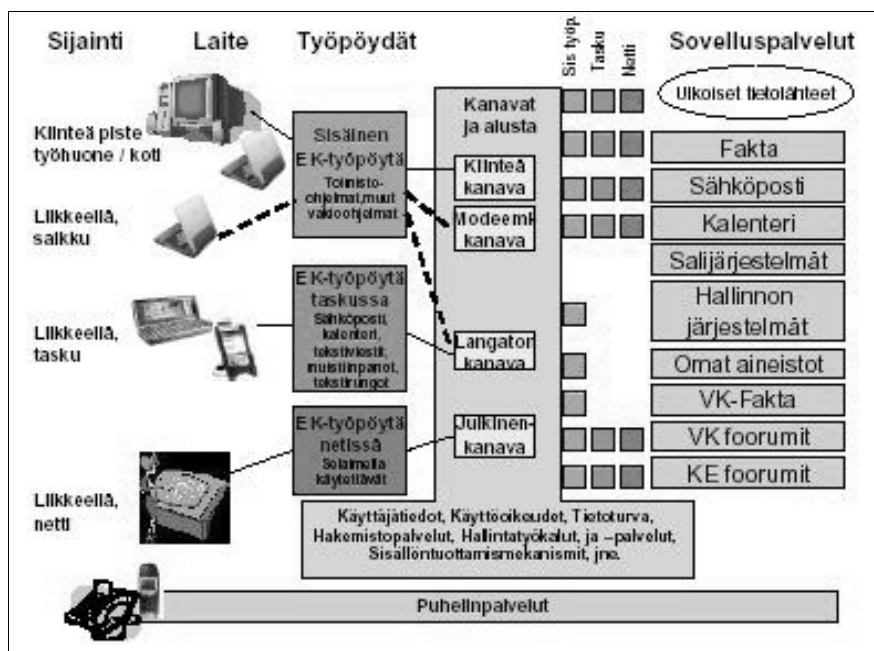 Sijainti
Laite
Työpöydät
Sis työp.
Tasku
Netti
Sovelluspalvelut
Ulkoiset tietolähteet
Kiinteä piste
työhuone / koti
Liikkeellä,
salkku
Liikkeellä,
tasku
Liikkeellä,
netti
Sisäinen
EK-työpöytä
Toimisto-
ohjelmat,muut
vakioohjelmat
EK-työpöytä
taskussa
Sähköposti,
kalenteri,
tekstiviestit,
muistiinpanot,
tekstirungot
EK-työpöytä
netissä
Selaimella
käytettävät
Kanavat
ja alusta
Kiinteä
kanava
Modeemi-
kanava
Langaton
kanava
Julkinen-
kanava
Fakta
Sähköposti
Kalenteri
Salijärjestelmät
Hallinnon
järjestelmät
Omat aineistot
VK-Fakta
VK foorumit
KE foorumit
Käyttäjätiedot, Käyttöoikeudet, Tietoturva,
Hakemistopalvelut, Hallintatyökalut, ja –palvelut,
Sisällöntuottamismekanismit, jne.
Puhelinpalvelut